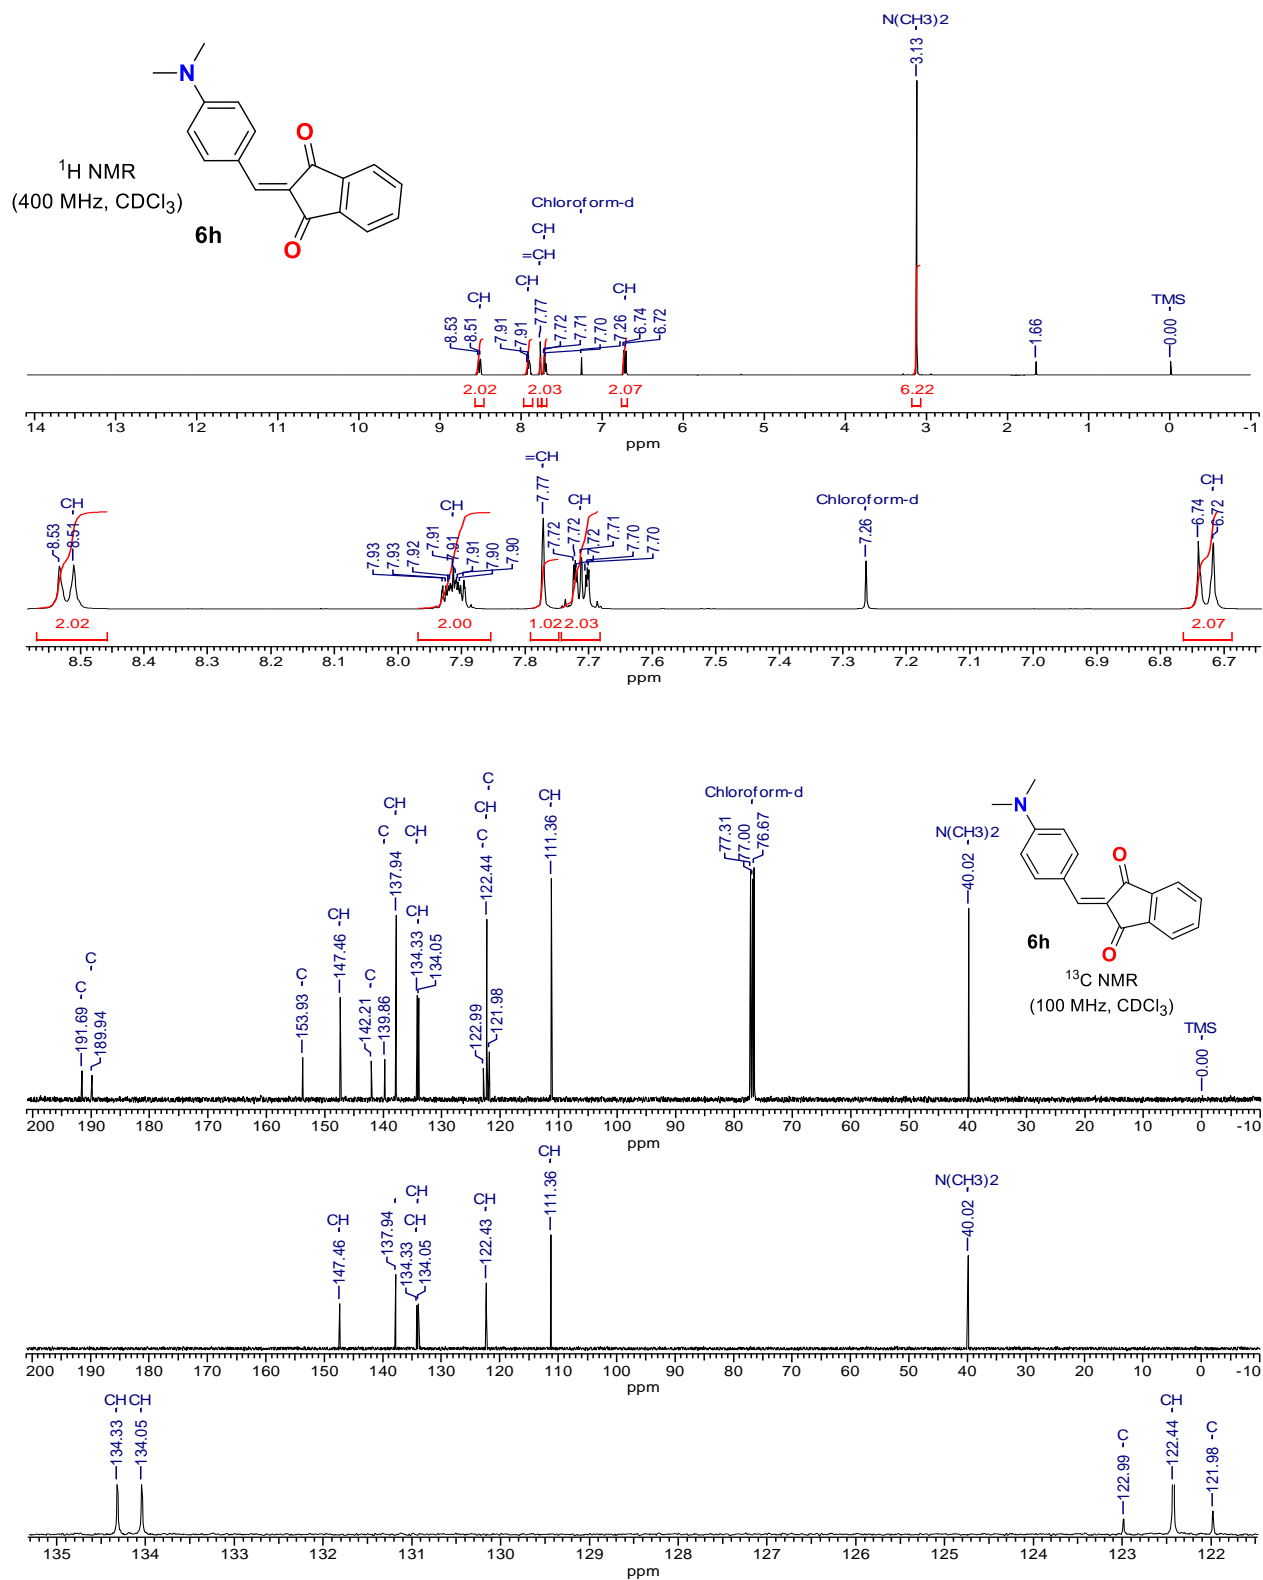 N(CH3)2
3.13
N
O
O
1H NMR
(400 MHz, CDCl3)
6h
Chloroform-d
CH
=CH
CH
CH
CH
TMS
8.53
8.51
7.91
7.91
7.77
7.72
7.71
7.70
7.26
6.74
6.72
1.66
0.00
2.02
2.03
2.07
6.22
14 13 12 11 10 9 8 7 6 5 4 3 2 1 0 -1
ppm
=CH
CH
CH
CH
Chloroform-d
CH
8.53
8.51
7.93
7.93
7.92
7.91
7.91
7.91
7.90
7.90
7.77
7.72
7.72
7.72
7.71
7.70
7.70
7.26
6.74
6.72
2.02
2.00
1.02
2.03
2.07
8.5 8.4 8.3 8.2 8.1 8.0 7.9 7.8 7.7 7.6 7.5 7.4 7.3 7.2 7.1 7.0 6.9 6.8 6.7
ppm
191.69 -C
189.94 -C
153.93 -C
147.46 -CH
142.21 -C
139.86 -C
137.94 -CH
134.33 -CH
134.05 -CH
122.99 -C
122.44 -CH
121.98 -C
111.36 -CH
Chloroform-d
77.31
77.00
76.67
N(CH3)2
40.02
N
O
O
6h
13C NMR
(100 MHz, CDCl3)
TMS
0.00
200 190 180 170 160 150 140 130 120 110 100 90 80 70 60 50 40 30 20 10 0 -10
ppm
147.46 -CH
137.94 -
134.33 -CH
134.05 -CH
122.43 -CH
111.36 -CH
N(CH3)2
40.02
200 190 180 170 160 150 140 130 120 110 100 90 80 70 60 50 40 30 20 10 0 -10
ppm
134.33 -CH
134.05 -CH
122.99 -C
122.44 -CH
121.98 -C
135 134 133 132 131 130 129 128 127 126 125 124 123 122
ppm